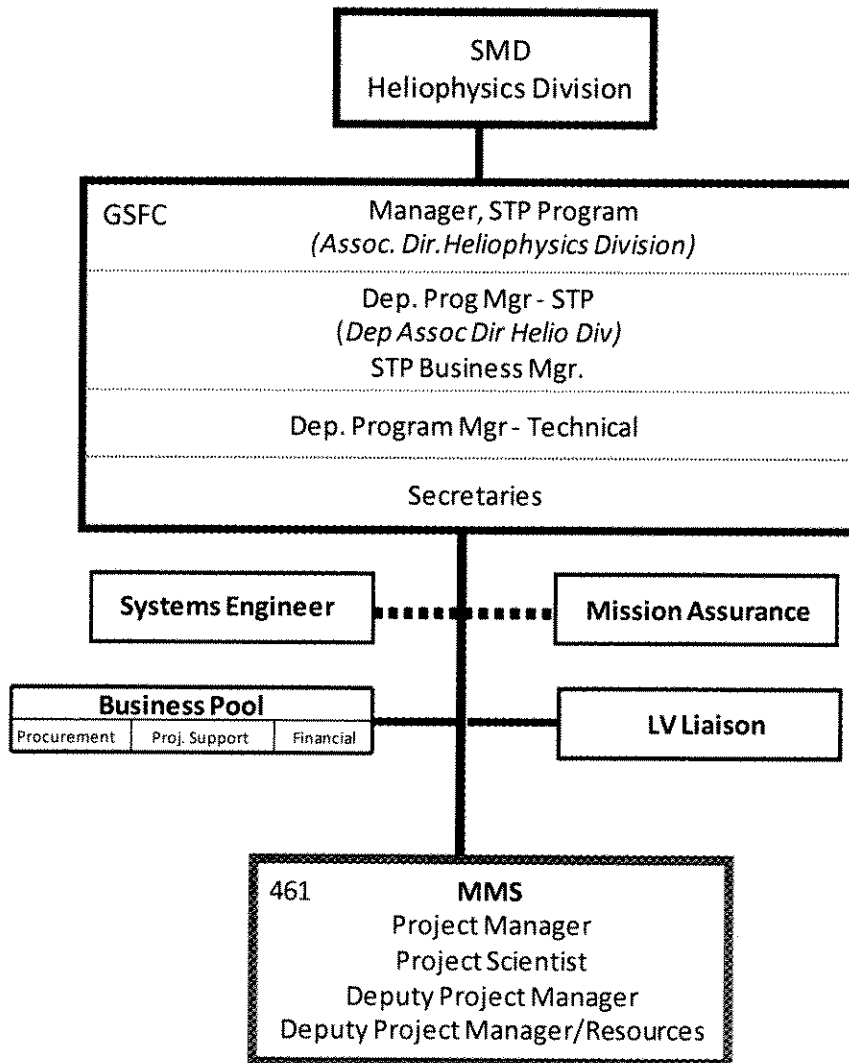 SMD
Heliophysics Division
GSFC
Manager, STP Program
(Assoc. Dir.Heliophysics Division)
Dep. Prog Mgr - STP
(Dep Assoc Dir Helio Div)
STP Business Mgr.
Dep. Program Mgr - Technical
Secretaries
Systems Engineer
Mission Assurance
Business Pool
Procurement
Proj. Support
Financial
LV Liaison
461
MMS
Project Manager
Project Scientist
Deputy Project Manager
Deputy Project Manager/Resources